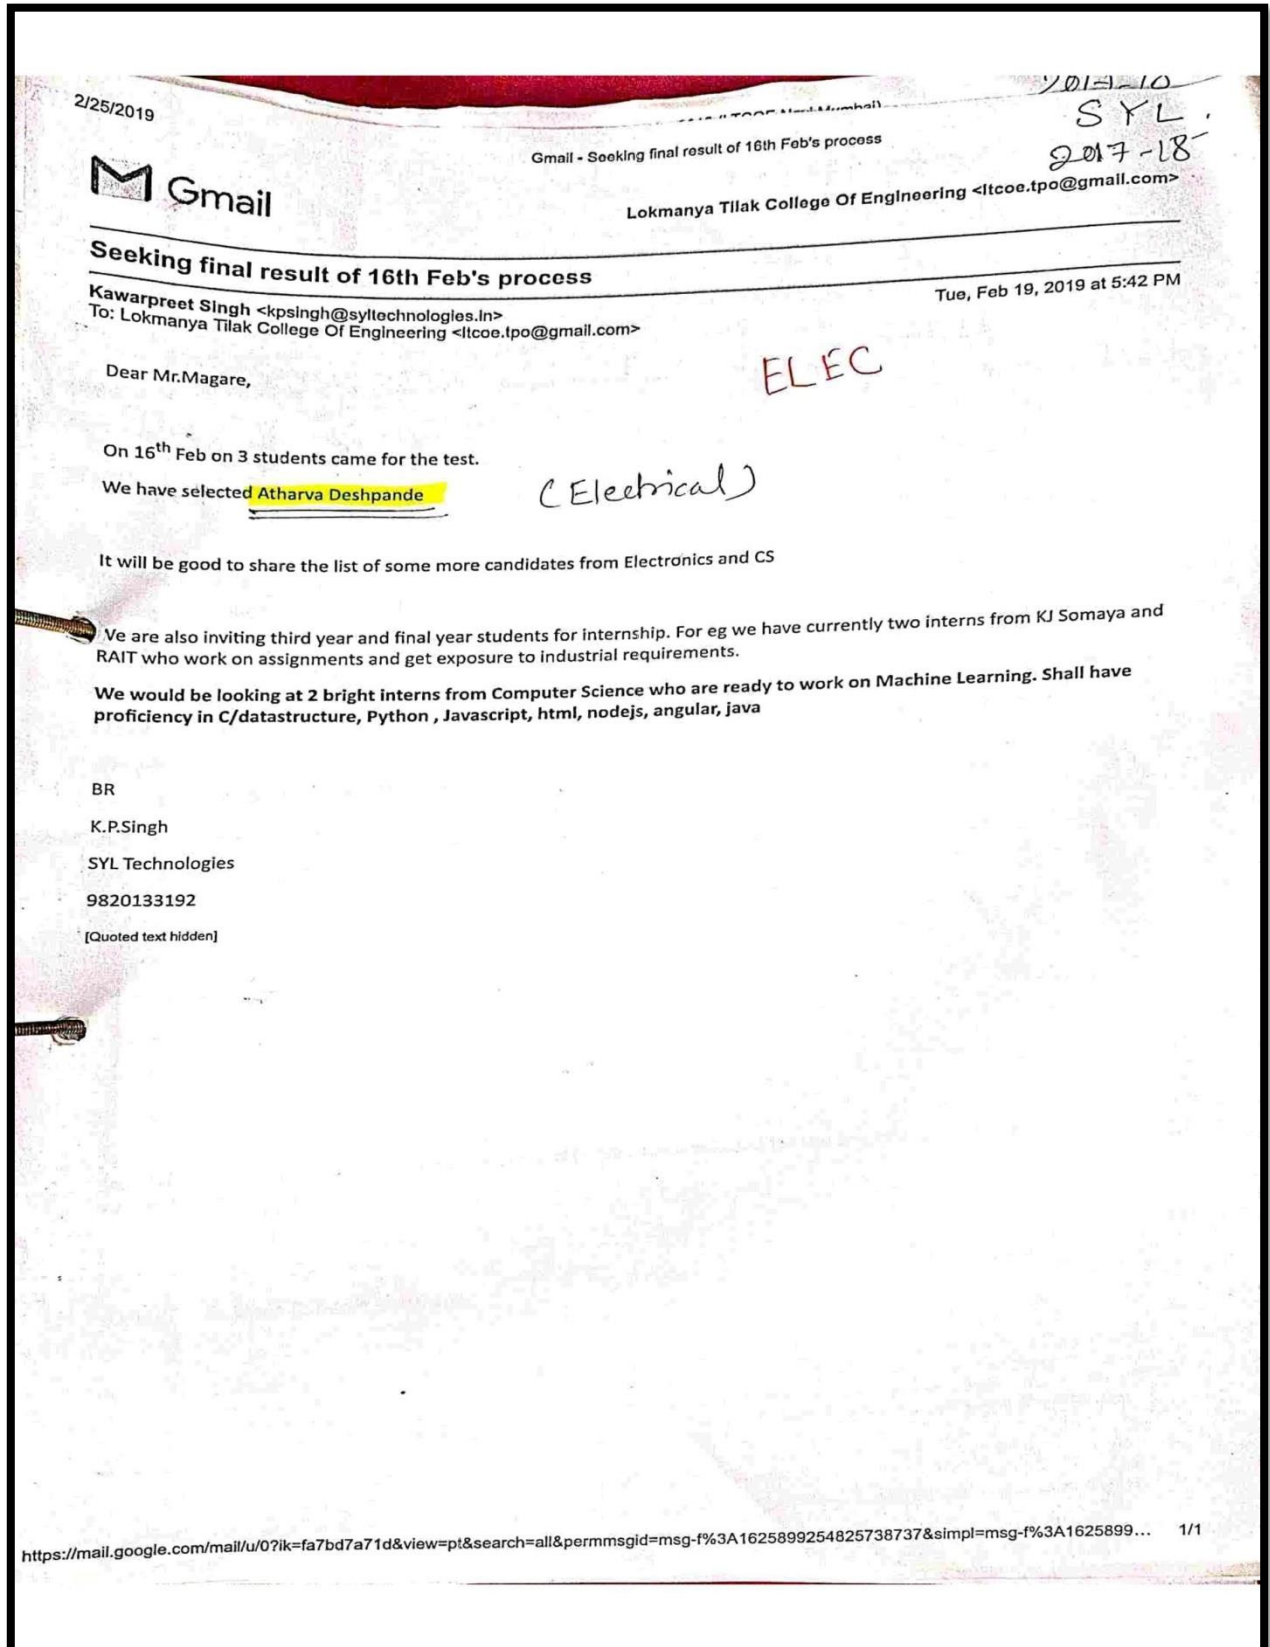 2/25/2019
SYL.
Gmail - Seeking final result of 16th Feb's process
2017-18
Gmail
Lokmanya Tilak College Of Engineering <ltcoe.tpo@gmail.com>
Seeking final result of 16th Feb's process
Kawarpreet Singh <kpsingh@syltechnologies.in>
Tue, Feb 19, 2019 at 5:42 PM
To: Lokmanya Tilak College Of Engineering <ltcoe.tpo@gmail.com>
ELEC
Dear Mr.Magare,
On 16th Feb on 3 students came for the test.
We have selected Atharva Deshpande (Electrical)
It will be good to share the list of some more candidates from Electronics and CS
We are also inviting third year and final year students for internship. For eg we have currently two interns from KJ Somaya and
RAIT who work on assignments and get exposure to industrial requirements.
We would be looking at 2 bright interns from Computer Science who are ready to work on Machine Learning. Shall have
proficiency in C/datastructure, Python , Javascript, html, nodejs, angular, java
BR
K.P.Singh
SYL Technologies
9820133192
[Quoted text hidden]
https://mail.google.com/mail/u/0?ik=fa7bd7a71d&view=pt&search=all&permmsgid=msg-f%3A1625899254825738737&simpl=msg-f%3A1625899... 1/1